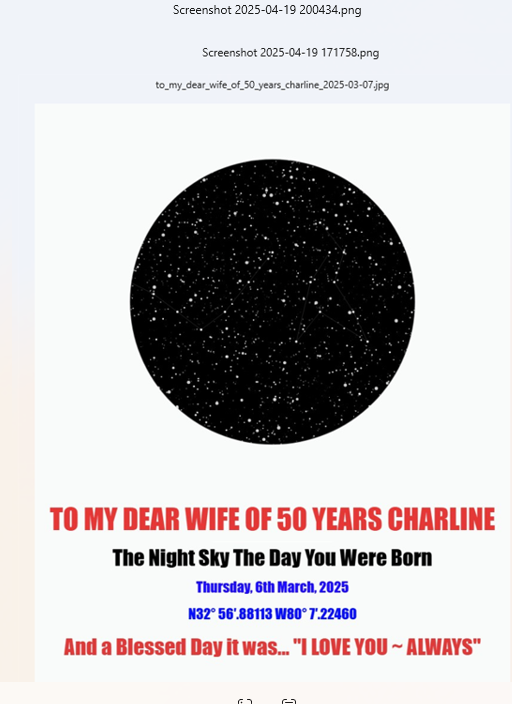 Screenshot 2025-04-19 200434.png
Screenshot 2025-04-19 171758.png
to_my_dear_wife_of_50_years_charline_2025-03-07.jpg
TO MY DEAR WIFE OF 50 YEARS CHARLINE
The Night Sky The Day You Were Born
Thursday, 6th March, 2025
N32° 56'.88113 W80° 7'.22460
And a Blessed Day it was... "I LOVE YOU ~ ALWAYS"